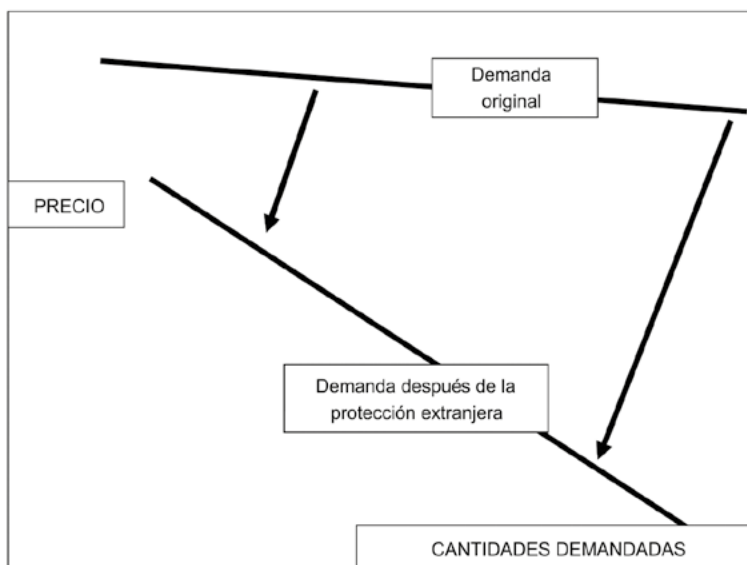 Demanda
original
PRECIO
Demanda después de la
protección extranjera
CANTIDADES DEMANDADAS